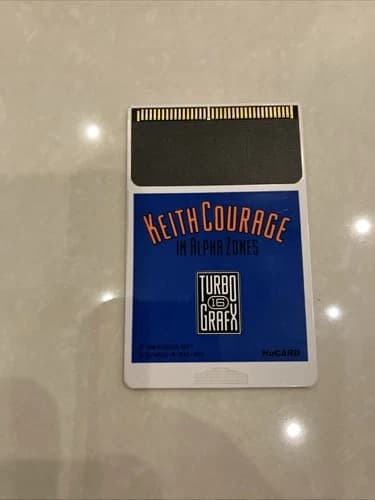 KEITH COURAGE
IN ALPHA ZONES
TURBO
16
GRAFX
HuCARD